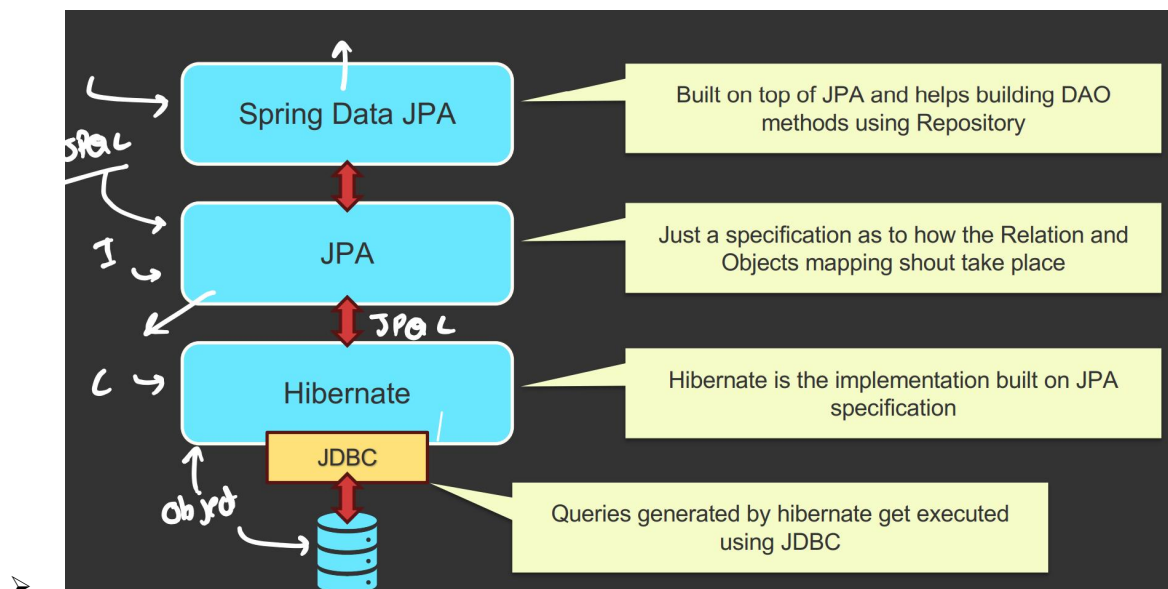 Spring Data JPA
Built on top of JPA and helps building DAO
methods using Repository
JPQL
JPA
Just a specification as to how the Relation and
Objects mapping shout take place
I
JPQL
C
Hibernate
Hibernate is the implementation built on JPA
specification
JDBC
Object
Queries generated by hibernate get executed
using JDBC